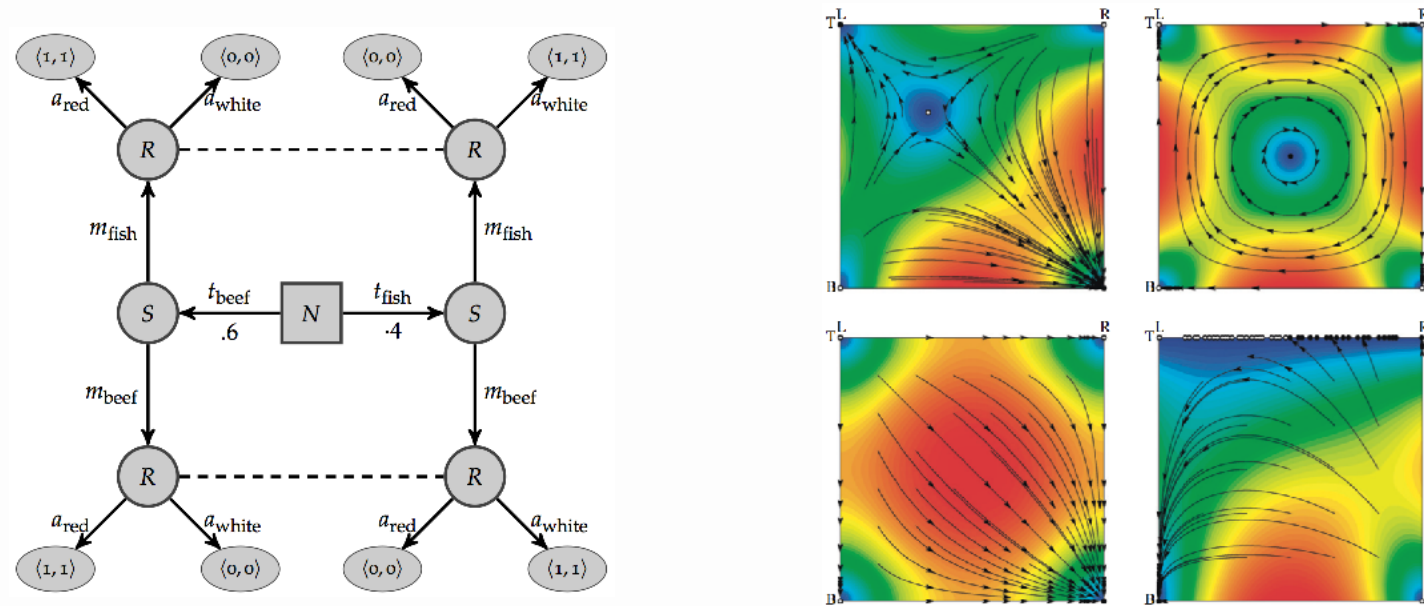 ⟨1, 1⟩ ⟨0, 0⟩ ⟨0, 0⟩ ⟨1, 1⟩
a_red a_white a_red a_white
R R
m_fish m_fish
t_beef t_fish
S N S
.6 .4
m_beef m_beef
R R
a_red a_white a_red a_white
⟨1, 1⟩ ⟨0, 0⟩ ⟨0, 0⟩ ⟨1, 1⟩
L R L R
T T
B B
L R L R
T T
B B